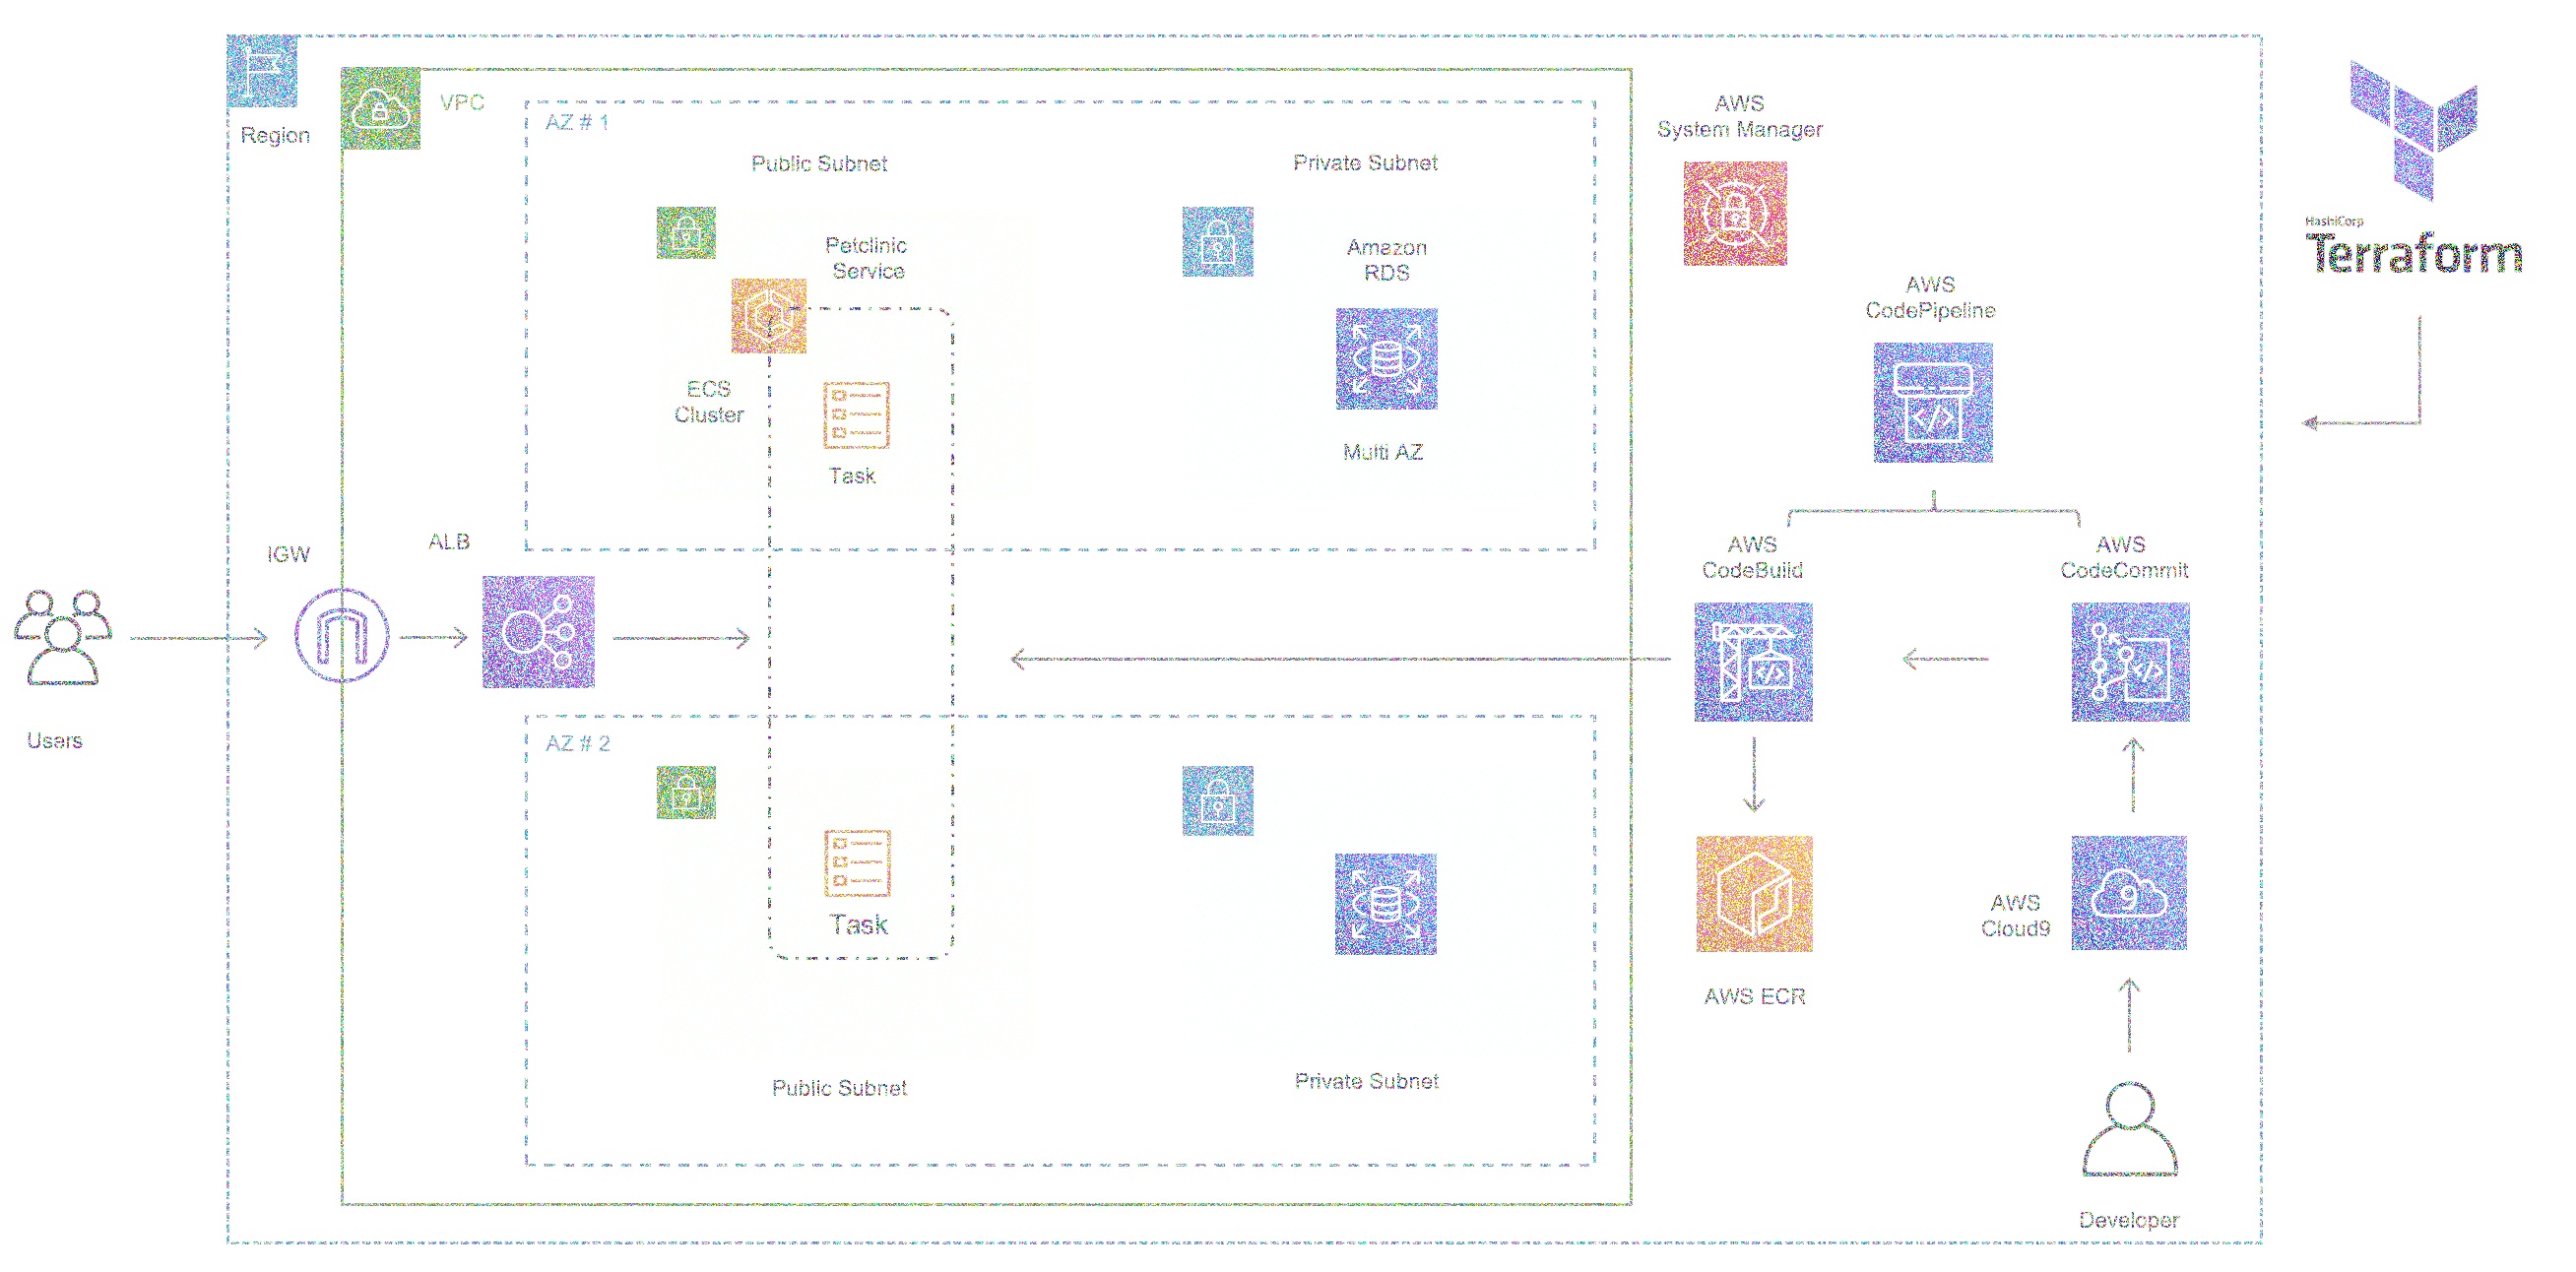 Region
VPC
AZ # 1
Public Subnet
Private Subnet
Petclinic
Service
Amazon
RDS
ECS
Cluster
Task
Multi AZ
AWS
System Manager
HashiCorp
Terraform
AWS
CodePipeline
IGW
ALB
AWS
CodeBuild
AWS
CodeCommit
Users
AZ # 2
Task
9
AWS
Cloud9
AWS ECR
Public Subnet
Private Subnet
Developer